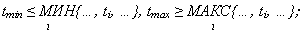 t_min ≤ МИН{..., t_i, ...}, t_max ≥ МАКС{..., t_i, ...};
ı ı